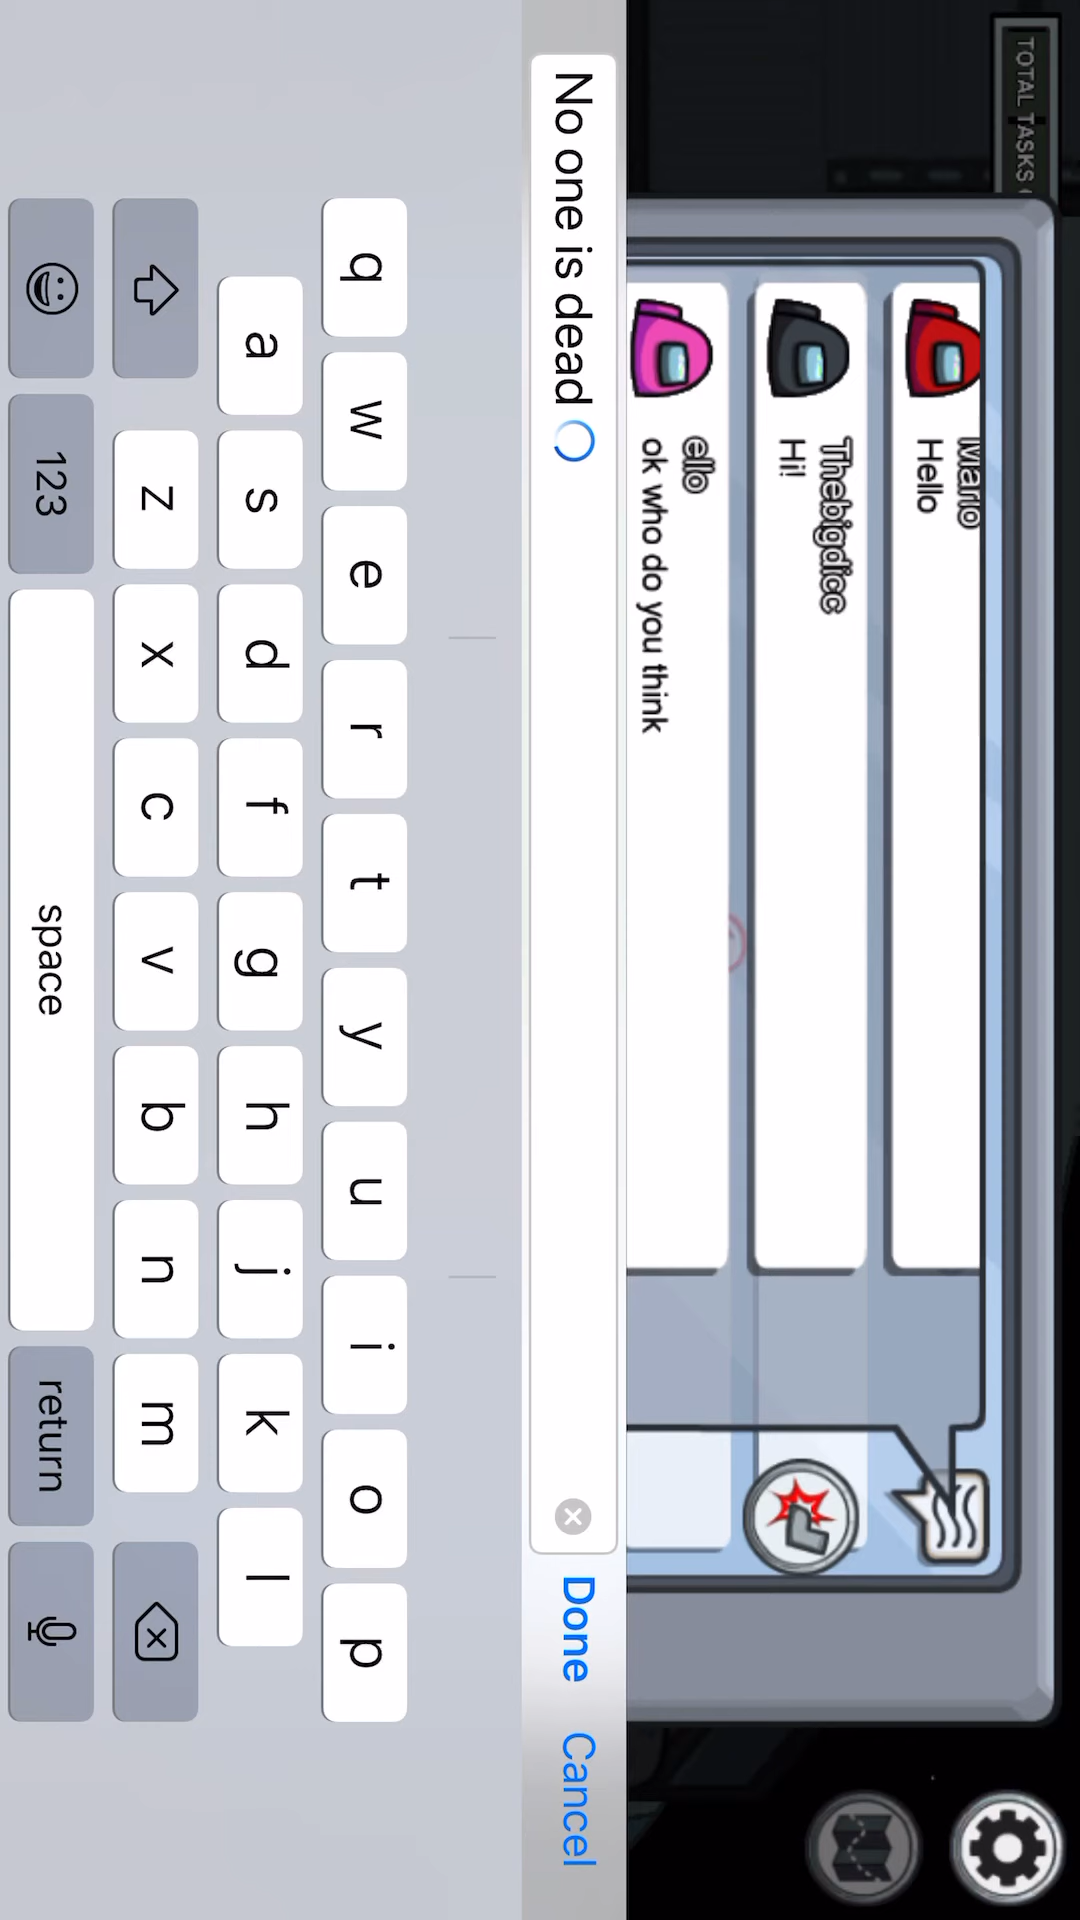 TOTAL TASKS
Mario
Hello
Thebigdicc
Hi!
ello
ok who do you think
No one is dead
Done
Cancel
q w e r t y u i o p
a s d f g h j k l
z x c v b n m
123
space
return